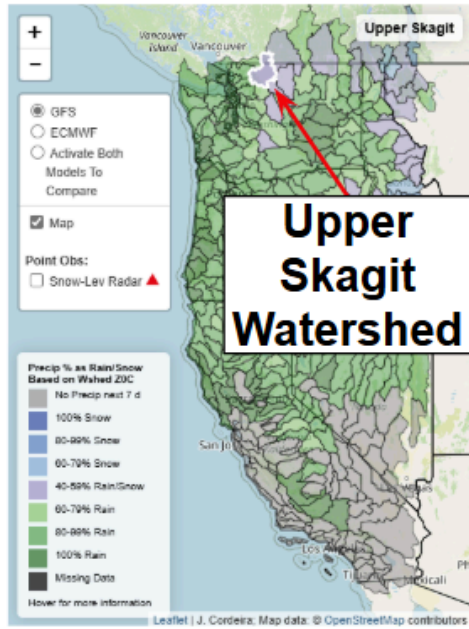 +
−
Vancouver
Island
Vancouver
Upper Skagit
GFS
ECMWF
Activate Both
Models To
Compare
Map
Point Obs:
Snow-Lev Radar
Upper
Skagit
Watershed
Precip % as Rain/Snow
Based on Wshed Z0C
No Precip next 7 d
100% Snow
80-99% Snow
60-79% Snow
40-59% Rain/Snow
60-79% Rain
80-99% Rain
100% Rain
Missing Data
Hover for more information
San Jo
Los
Mexicali
Leaflet | J. Cordeira; Map data: © OpenStreetMap contributors